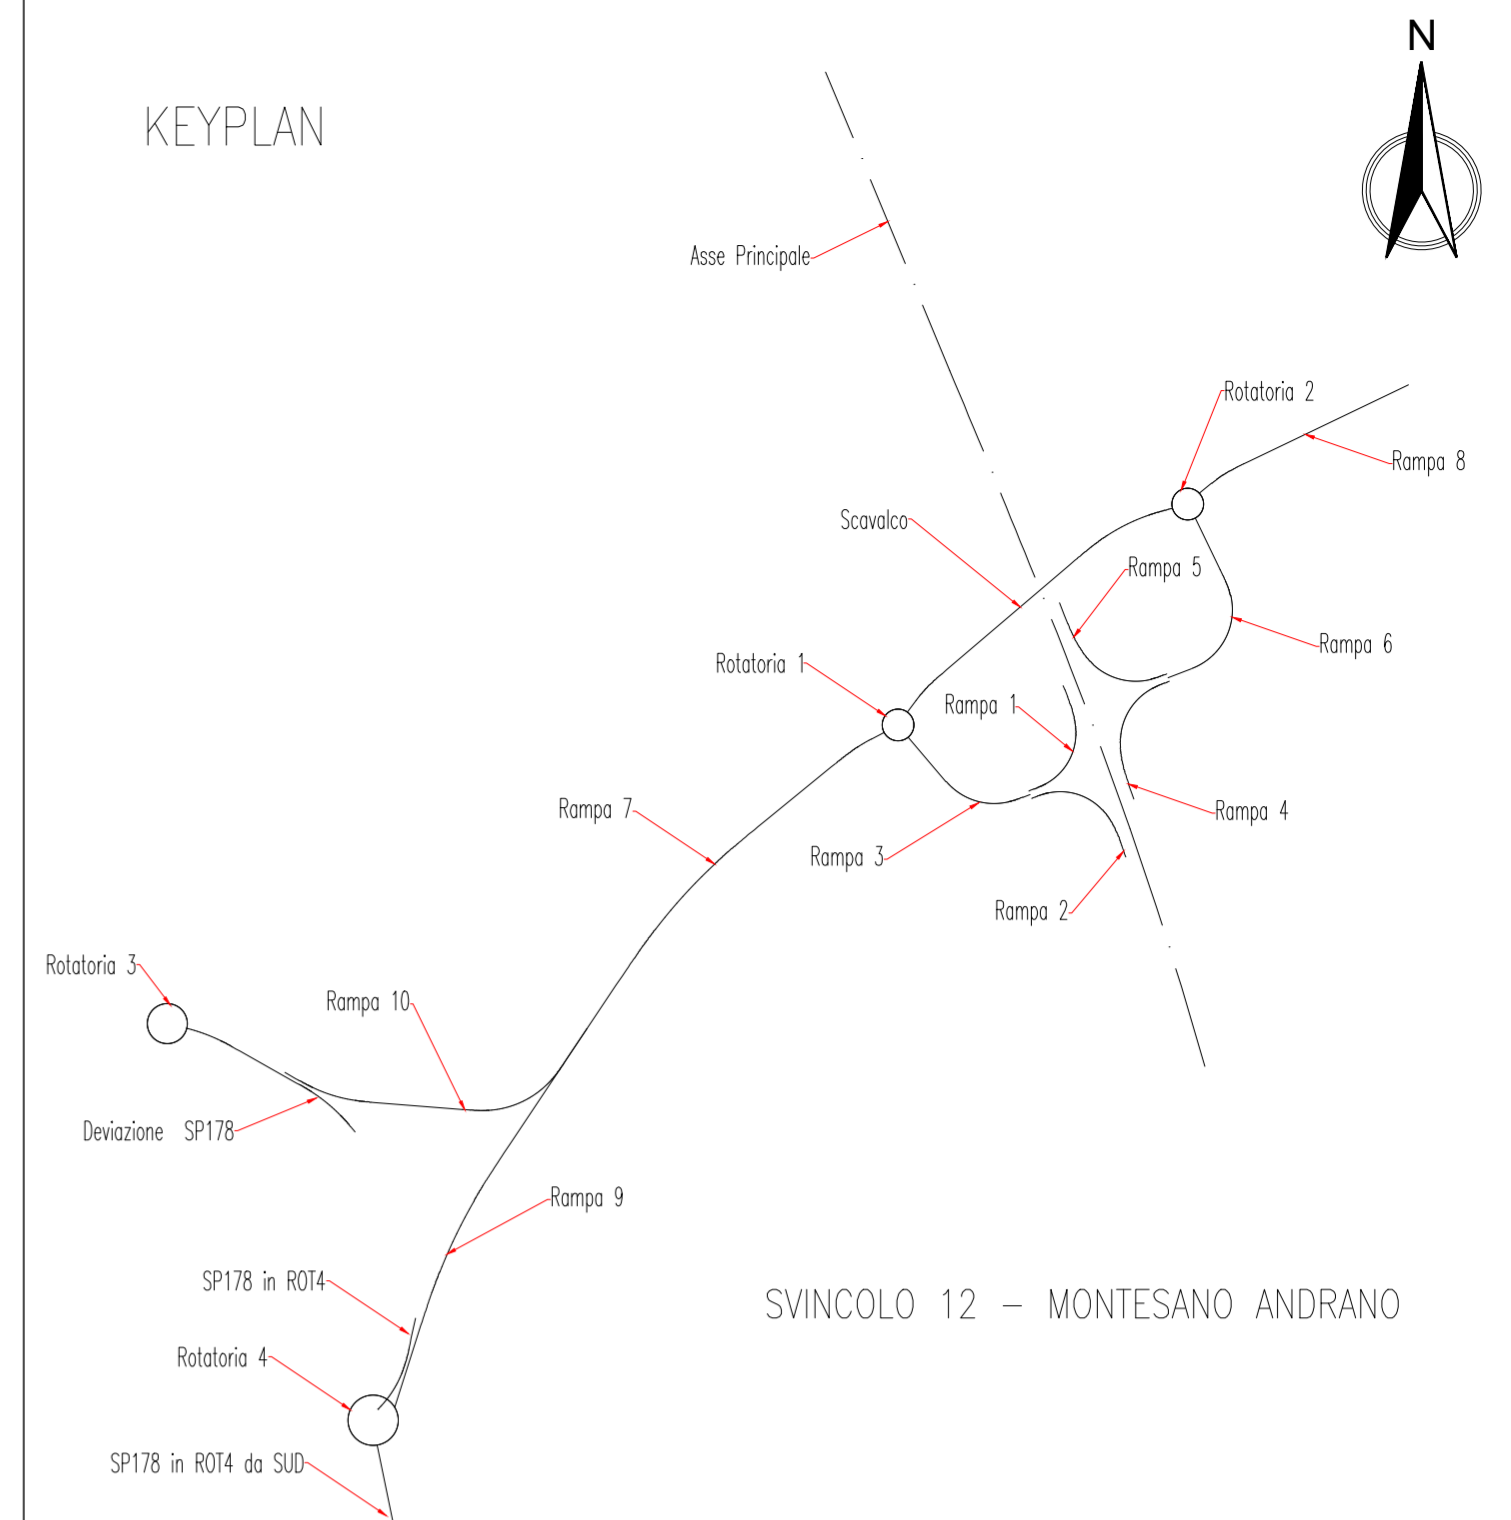 N
KEYPLAN
Asse Principale
Rotatoria 2
Rampa 8
Scavalco
Rampa 5
Rampa 6
Rotatoria 1
Rampa 1
Rampa 7
Rampa 4
Rampa 3
Rampa 2
Rotatoria 3
Rampa 10
Deviazione SP178
Rampa 9
SP178 in ROT4
SVINCOLO 12 – MONTESANO ANDRANO
Rotatoria 4
SP178 in ROT4 da SUD